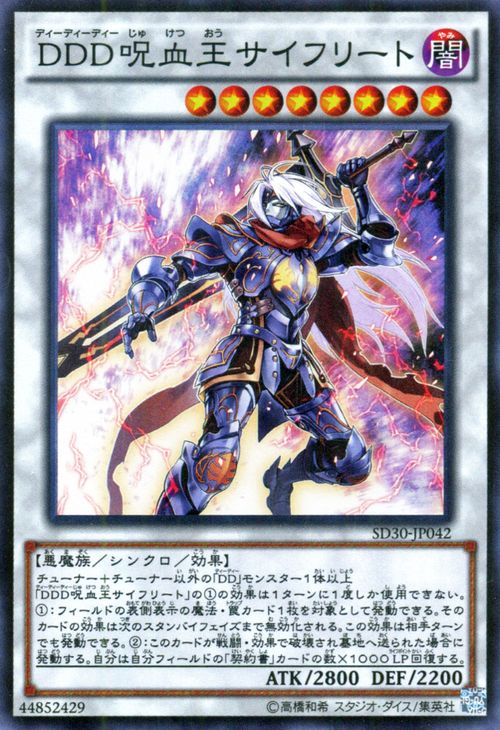 ディーディーディー じゅ けつ おう
DDD呪血王サイフリート
やみ
闇
SD30-JP042
【悪魔族／シンクロ／効果】
チューナー＋チューナー以外の「DD」モンスター1体以上
「DDD呪血王サイフリート」の①の効果は1ターンに1度しか使用できない。
①：フィールドの表側表示の魔法・罠カード1枚を対象として発動できる。その
カードの効果は次のスタンバイフェイズまで無効化される。この効果は相手ターン
でも発動できる。②：このカードが戦闘・効果で破壊され墓地へ送られた場合に
発動する。自分は自分フィールドの「契約書」カードの数×1000LP回復する。
ATK/2800 DEF/2200
44852429
©高橋和希 スタジオ・ダイス/集英社